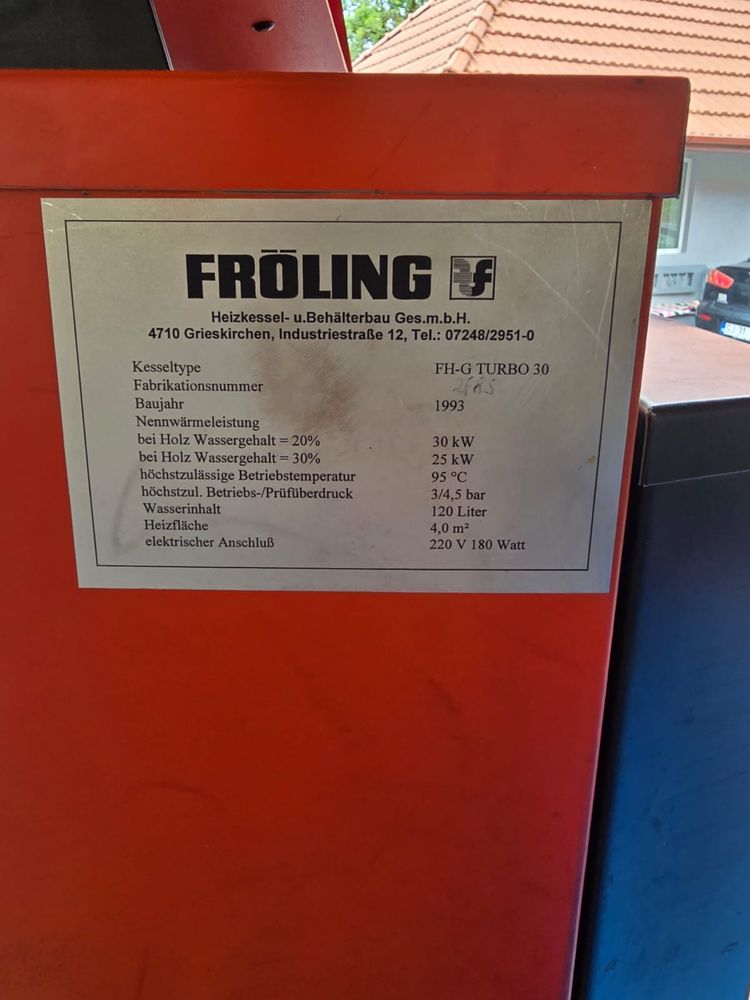 FRÖLING
Heizkessel- u.Behälterbau Ges.m.b.H.
4710 Grieskirchen, Industriestraße 12, Tel.: 07248/2951-0
Kesseltype FH-G TURBO 30
Fabrikationsnummer
Baujahr 1993
Nennwärmeleistung
bei Holz Wassergehalt = 20% 30 kW
bei Holz Wassergehalt = 30% 25 kW
höchstzulässige Betriebstemperatur 95 °C
höchstzul. Betriebs-/Prüfüberdruck 3/4,5 bar
Wasserinhalt 120 Liter
Heizfläche 4,0 m²
elektrischer Anschluß 220 V 180 Watt